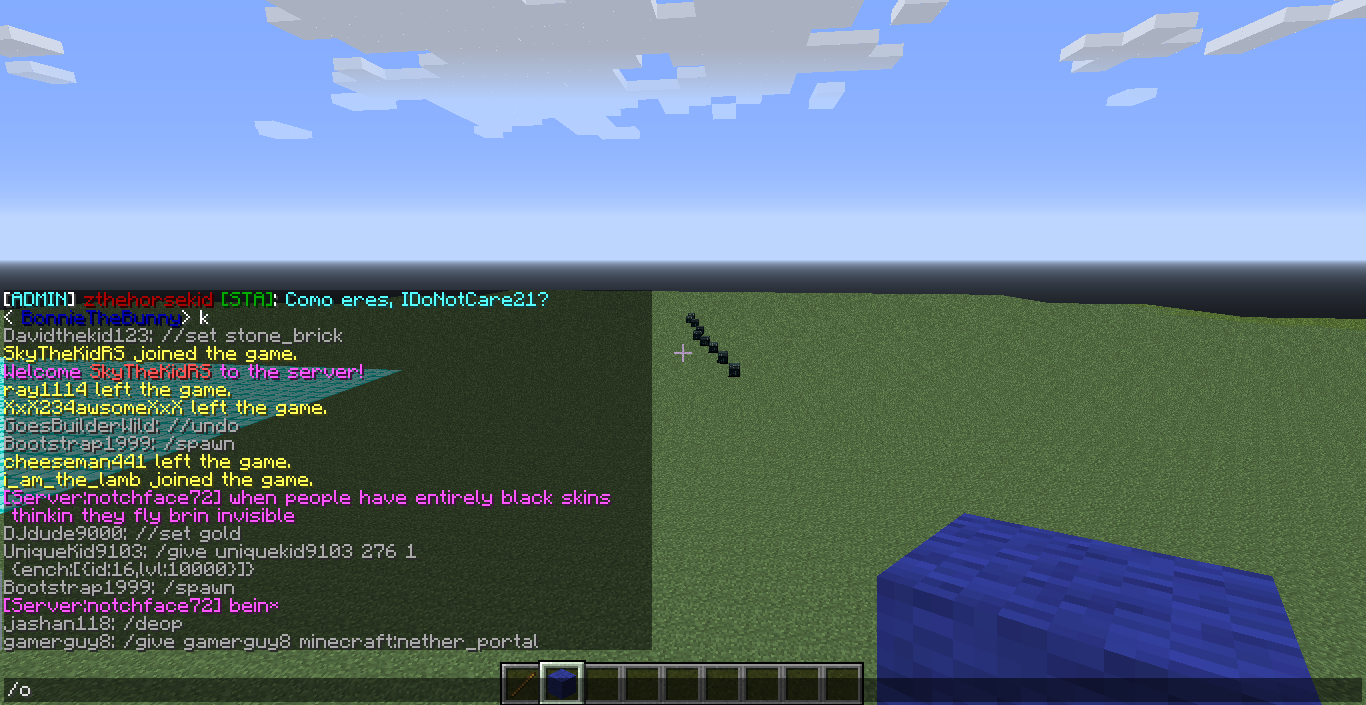 [ADMIN] zthehorsekid [STA]: Como eres, IDoNotCare21?
< BonnieTheBunny> k
Davidthekid123: //set stone_brick
SkyTheKidRS joined the game.
Welcome SkyTheKidRS to the server!
ray1114 left the game.
XxX234awsomeXxX left the game.
GoesBuilderWild: //undo
Bootstrap1999: /spawn
cheeseman441 left the game.
i_am_the_lamb joined the game.
[Server:notchface72] when people have entirely black skins
thinkin they fly brin invisible
DJdude9000: //set gold
UniqueKid9103: /give uniquekid9103 276 1
{ench:[{id:16,lvl:10000}]}
Bootstrap1999: /spawn
[Server:notchface72] bein*
jashan118: /deop
gamerguy8: /give gamerguy8 minecraft:nether_portal
/o